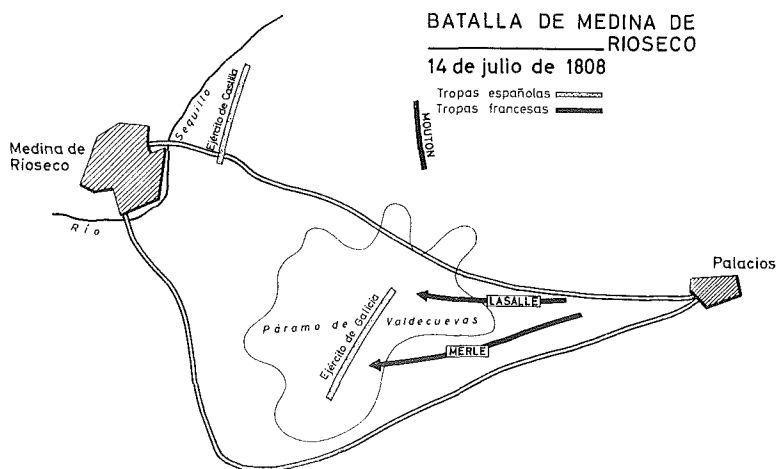 BATALLA DE MEDINA DE
RIOSECO
14 de julio de 1808
Tropas españolas
Tropas francesas
MOUTON
Ejército de Castilla
Sequillo
Medina de
Rioseco
Río
Palacios
LASALLE
Páramo de Valdecuevas
Ejército de Galicia
MERLE